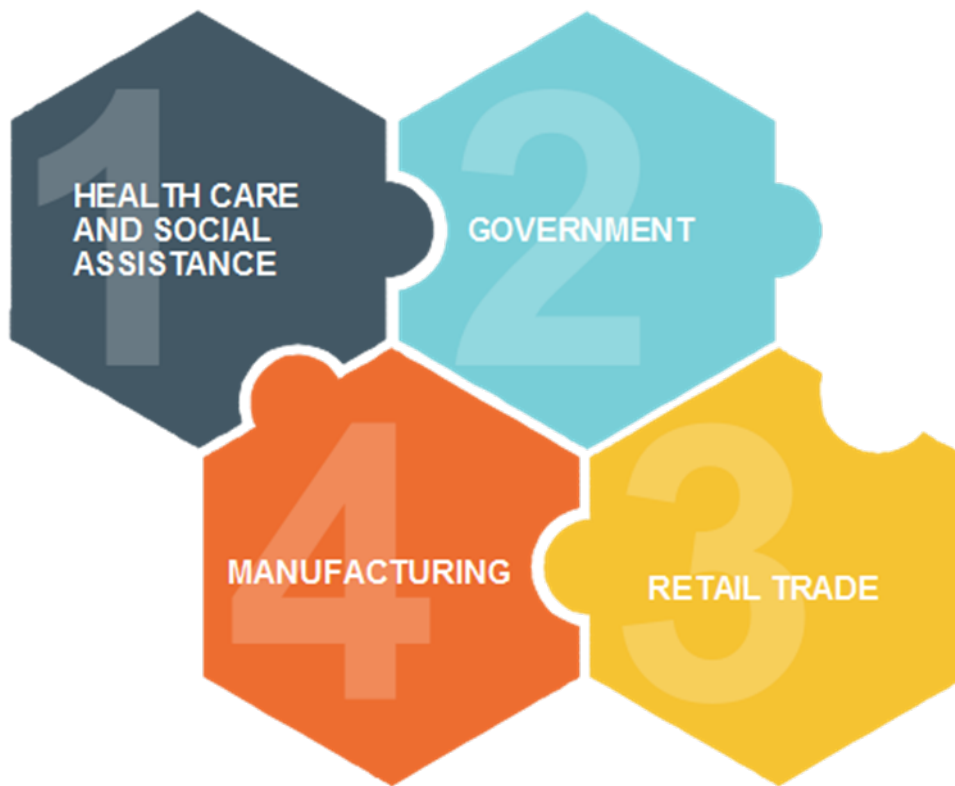 1
HEALTH CARE
AND SOCIAL
ASSISTANCE
2
GOVERNMENT
4
MANUFACTURING
3
RETAIL TRADE